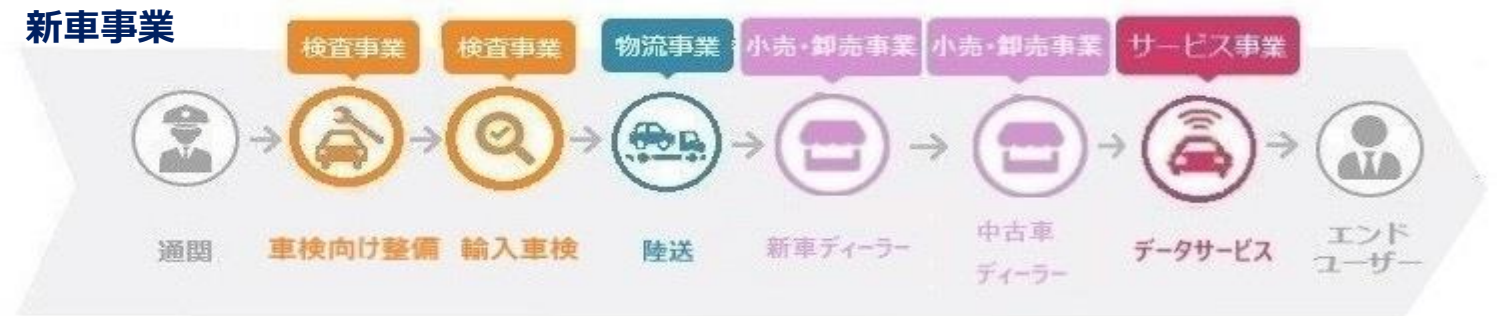 新車事業
検査事業
検査事業
物流事業
小売・卸売事業
小売・卸売事業
サービス事業
通関
車検向け整備
輸入車検
陸送
新車ディーラー
中古車
ディーラー
データサービス
エンド
ユーザー